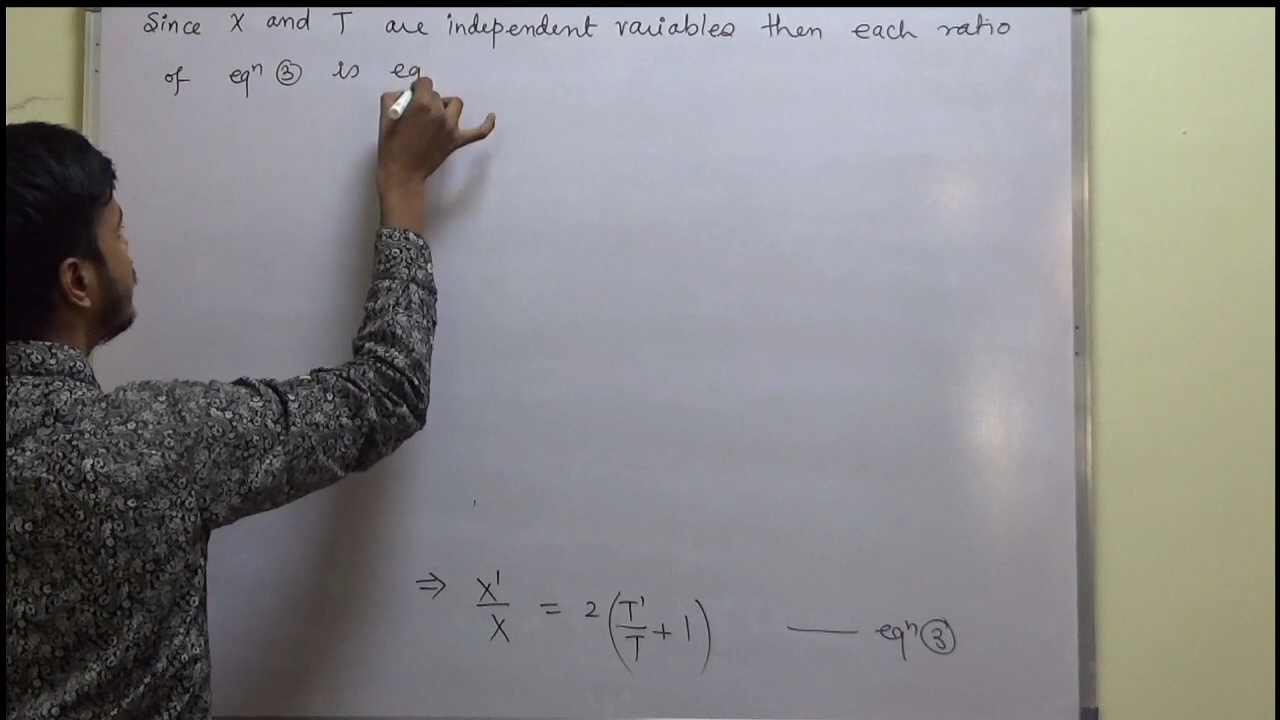 Since X and T are independent variables then each ratio
of eqⁿ ③ is eq
⇒ X'/X = 2(T'/T + 1) —— eqⁿ ③